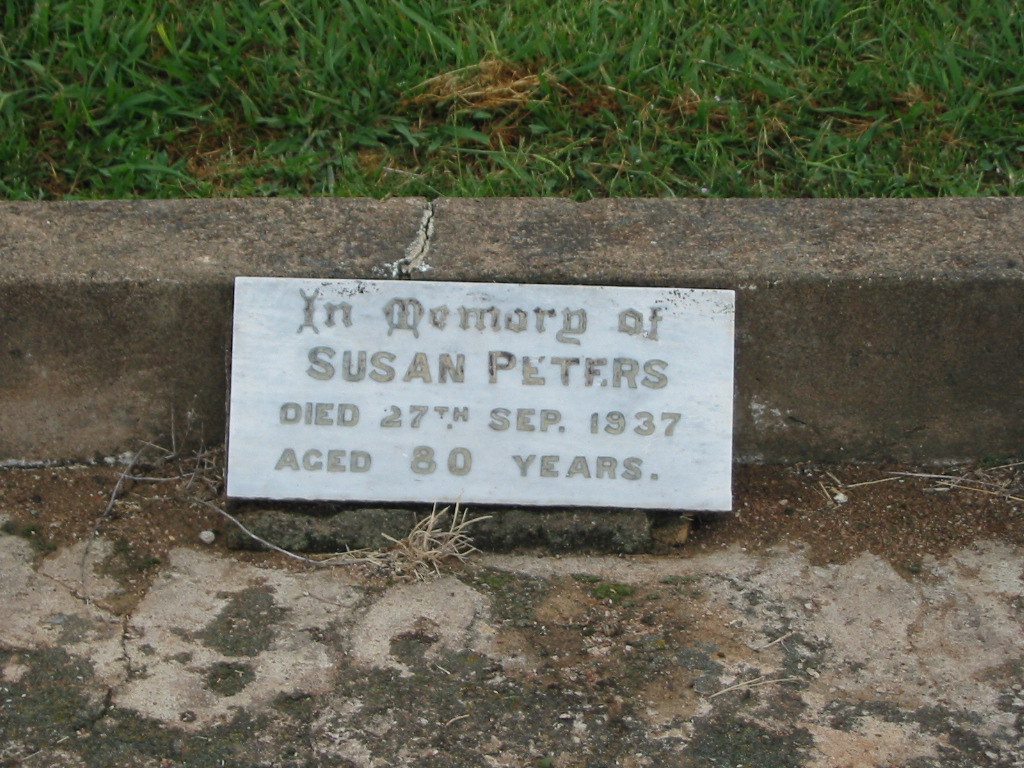 In Memory of
SUSAN PETERS
DIED 27TH SEP. 1937
AGED 80 YEARS.